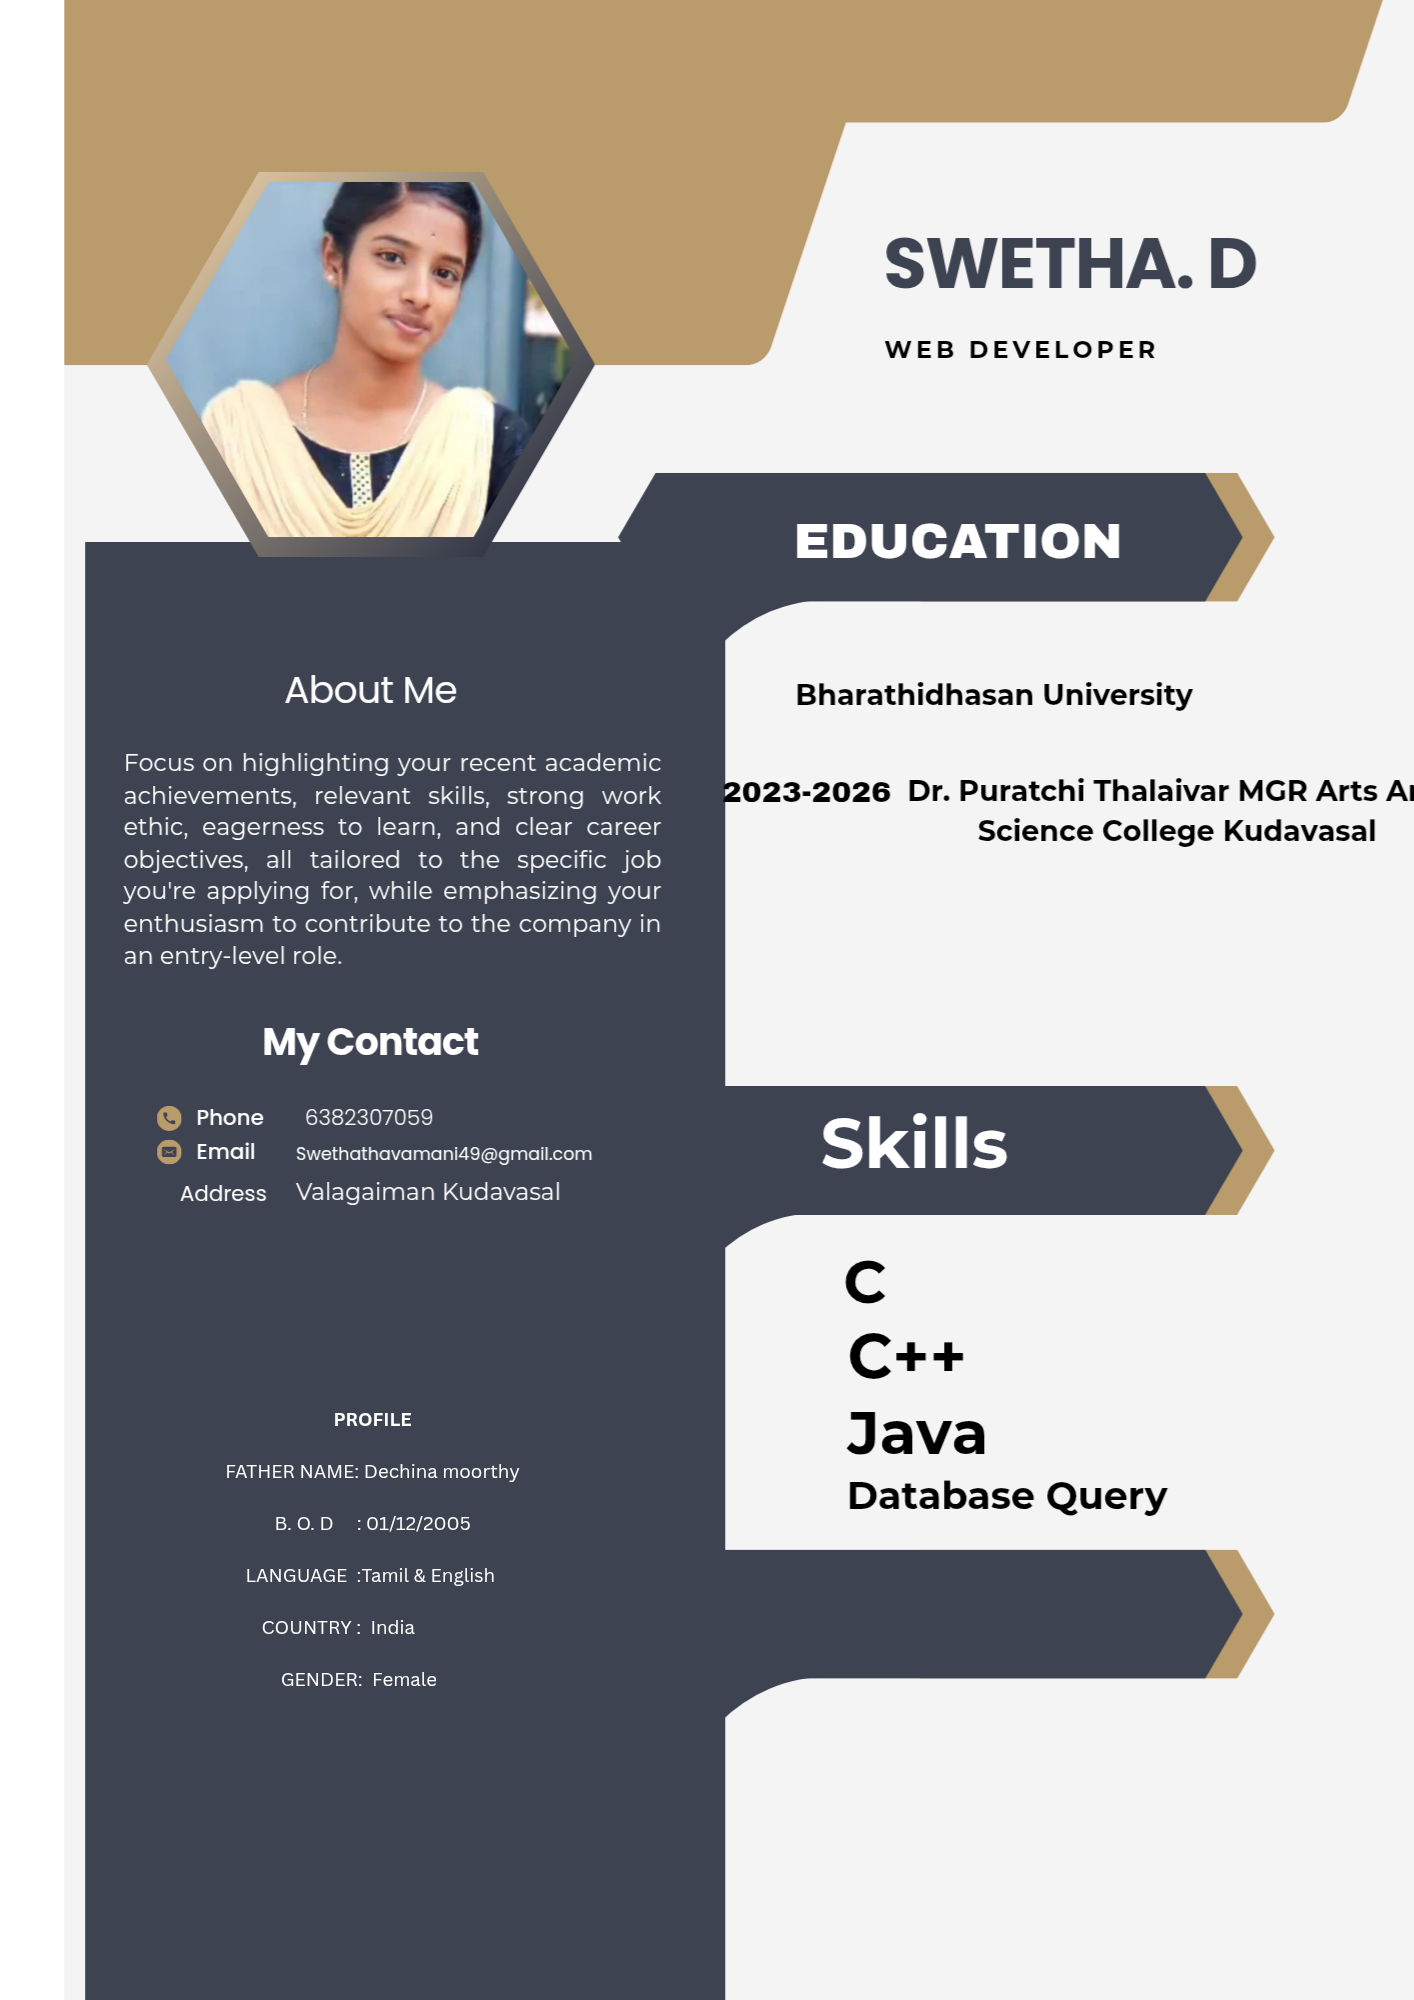 SWETHA. D
WEB DEVELOPER
EDUCATION
Bharathidhasan University
2023-2026 Dr. Puratchi Thalaivar MGR Arts
Science College Kudavasal
About Me
Focus on highlighting your recent academic
achievements, relevant skills, strong work
ethic, eagerness to learn, and clear career
objectives, all tailored to the specific job
you're applying for, while emphasizing your
enthusiasm to contribute to the company in
an entry-level role.
My Contact
Phone 6382307059
Email Swethathavamani49@gmail.com
Address Valagaiman Kudavasal
Skills
C
C++
Java
Database Query
PROFILE
FATHER NAME: Dechina moorthy
B. O. D : 01/12/2005
LANGUAGE :Tamil & English
COUNTRY : India
GENDER: Female